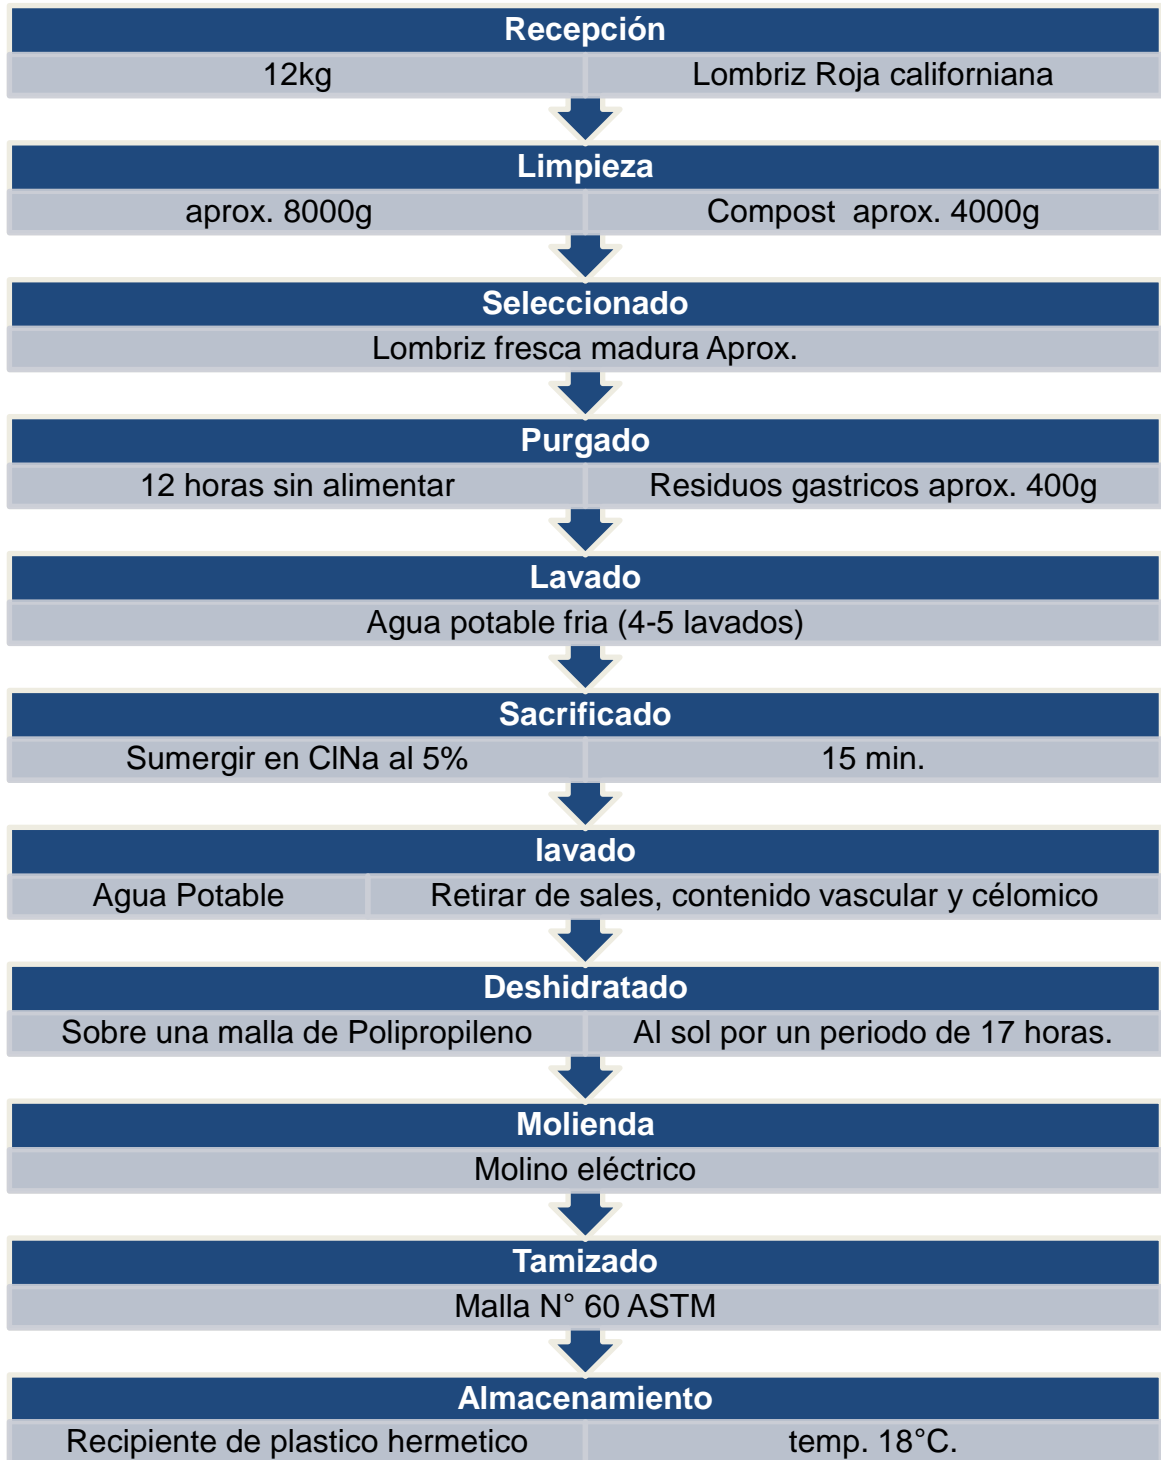 Recepción
12kg
Lombriz Roja californiana
Limpieza
aprox. 8000g
Compost aprox. 4000g
Seleccionado
Lombriz fresca madura Aprox.
Purgado
12 horas sin alimentar
Residuos gastricos aprox. 400g
Lavado
Agua potable fria (4-5 lavados)
Sacrificado
Sumergir en ClNa al 5%
15 min.
lavado
Agua Potable
Retirar de sales, contenido vascular y célomico
Deshidratado
Sobre una malla de Polipropileno
Al sol por un periodo de 17 horas.
Molienda
Molino eléctrico
Tamizado
Malla N° 60 ASTM
Almacenamiento
Recipiente de plastico hermetico
temp. 18°C.